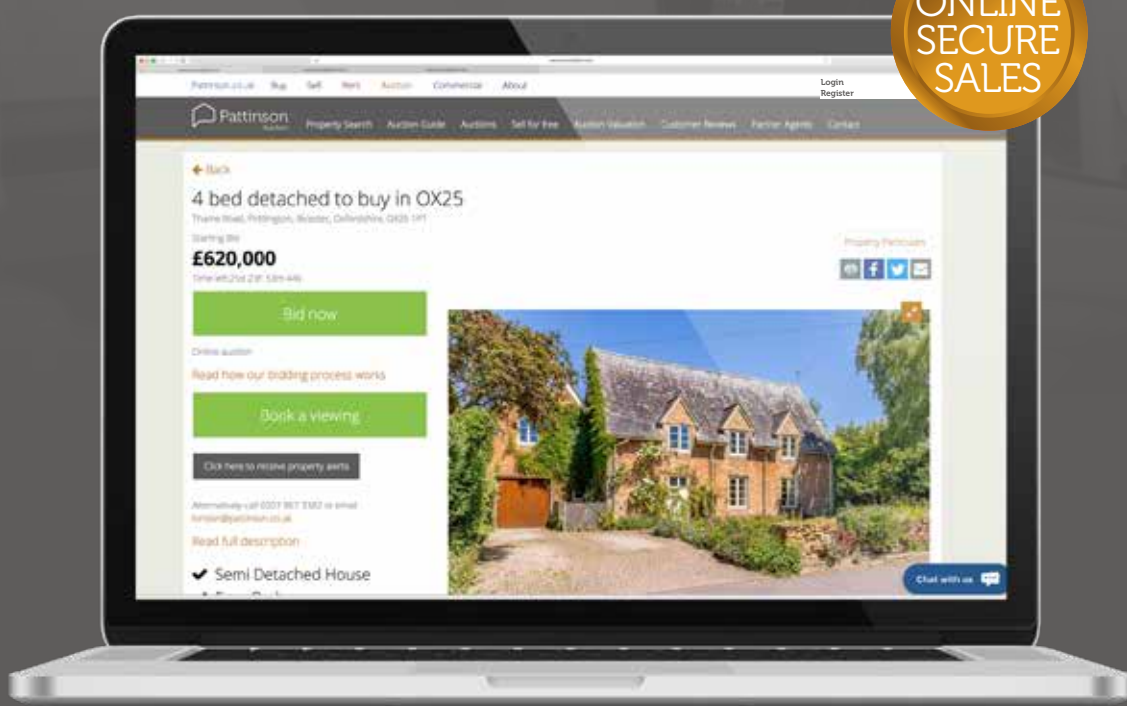 ONLINE
SECURE
SALES
Pattinson.co.uk Buy Sell Rent Auction Commercial About
Login
Register
Pattinson
Auction
Property Search Auction Guide Auctions Sell for free Auction Valuation Customer Reviews Partner Agents Contact
Back
4 bed detached to buy in OX25
Starting Bid
£620,000
Property Particulars
Bid now
Online auction
Read how our bidding process works
Book a viewing
Click here to receive property alerts
Read full description
Semi Detached House
Chat with us